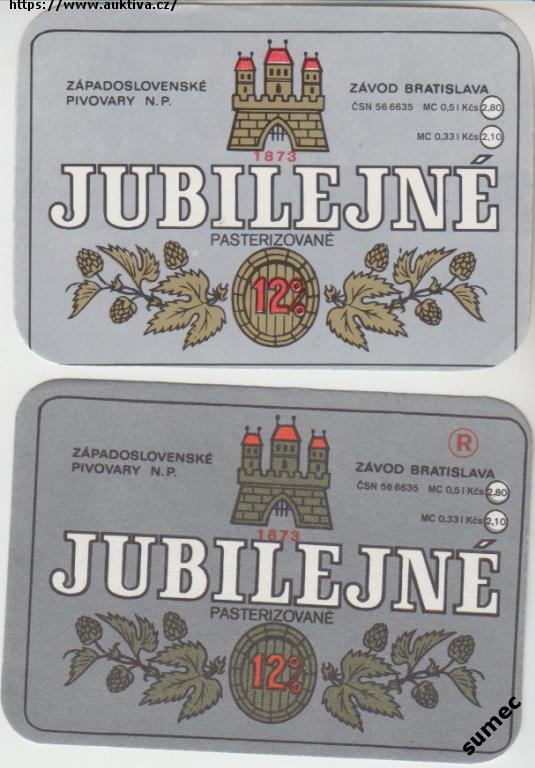 https://www.auktiva.cz/
ZÁPADOSLOVENSKÉ
PIVOVARY N.P.
ZÁVOD BRATISLAVA
ČSN 56 6635 MC 0,5 l Kčs 2,80
MC 0,33 l Kčs 2,10
1873
JUBILEJNÉ
PASTERIZOVANÉ
12%
R
ZÁPADOSLOVENSKÉ
PIVOVARY N.P.
ZÁVOD BRATISLAVA
ČSN 56 6635 MC 0,5 l Kčs 2,80
MC 0,33 l Kčs 2,10
1873
JUBILEJNÉ
PASTERIZOVANÉ
12%
sumec